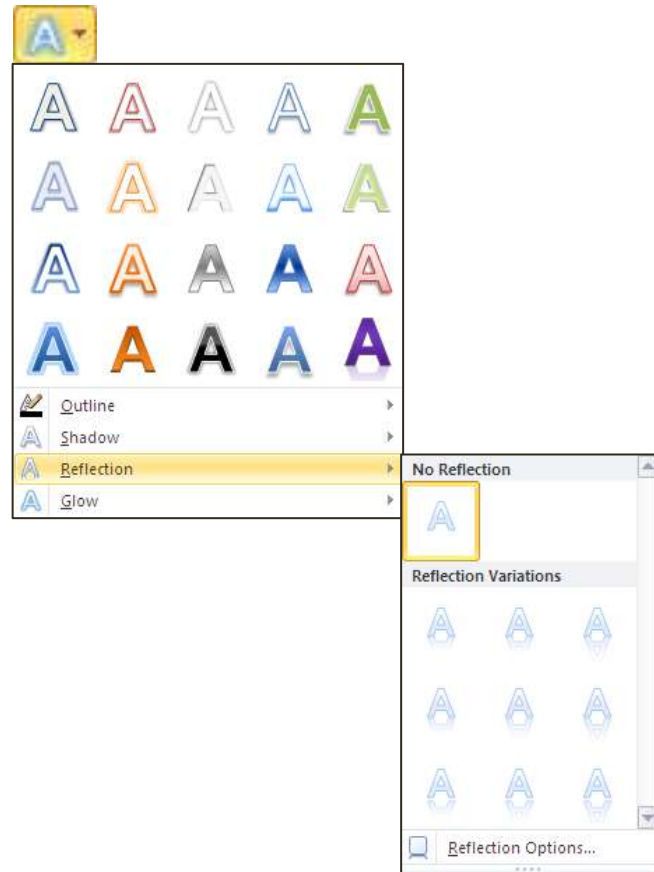 A
A A A A A
A A A A A
A A A A A
A A A A A
Outline
Shadow
Reflection
Glow
No Reflection
A
Reflection Variations
A A A
A A A
A A A
Reflection Options...